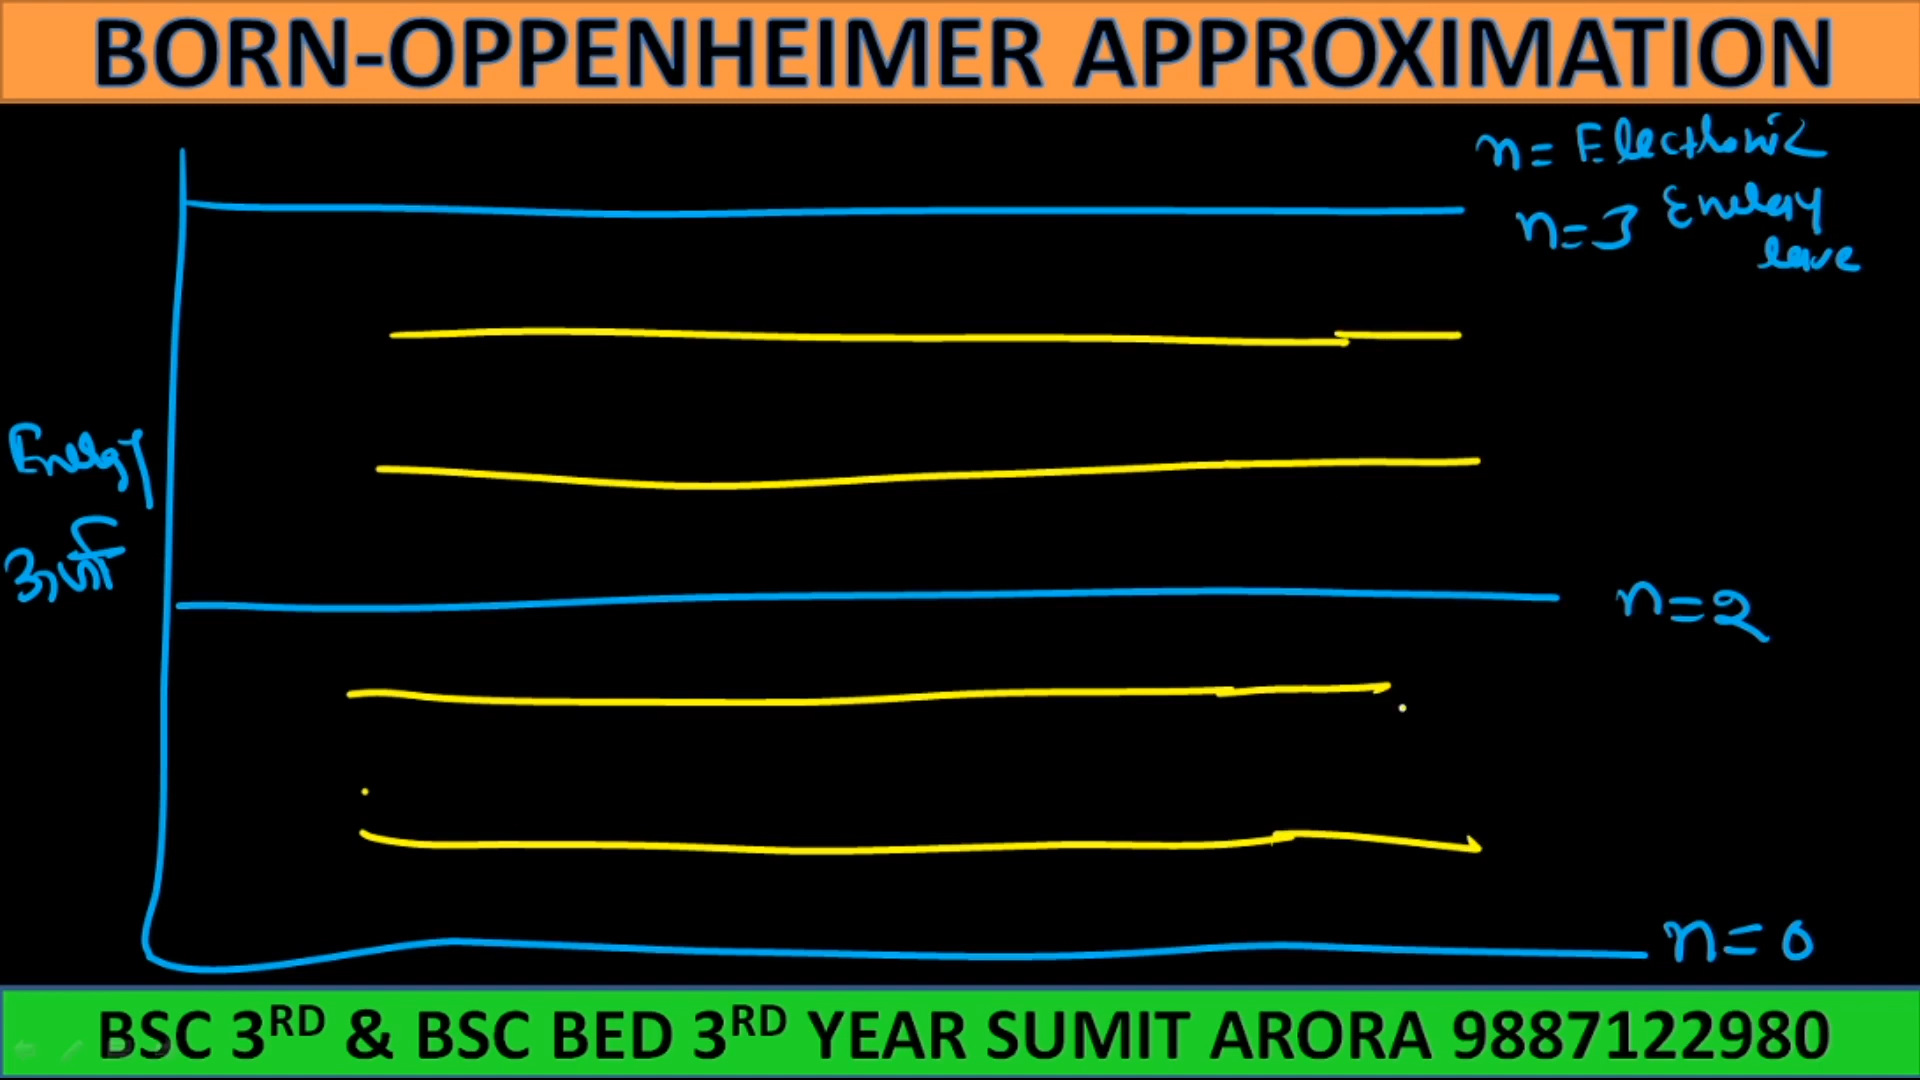 BORN-OPPENHEIMER APPROXIMATION
n= Electronic
n=3 Energy
leve
Energy
ऊर्जा
n=2
n=0
BSC 3RD & BSC BED 3RD YEAR SUMIT ARORA 9887122980